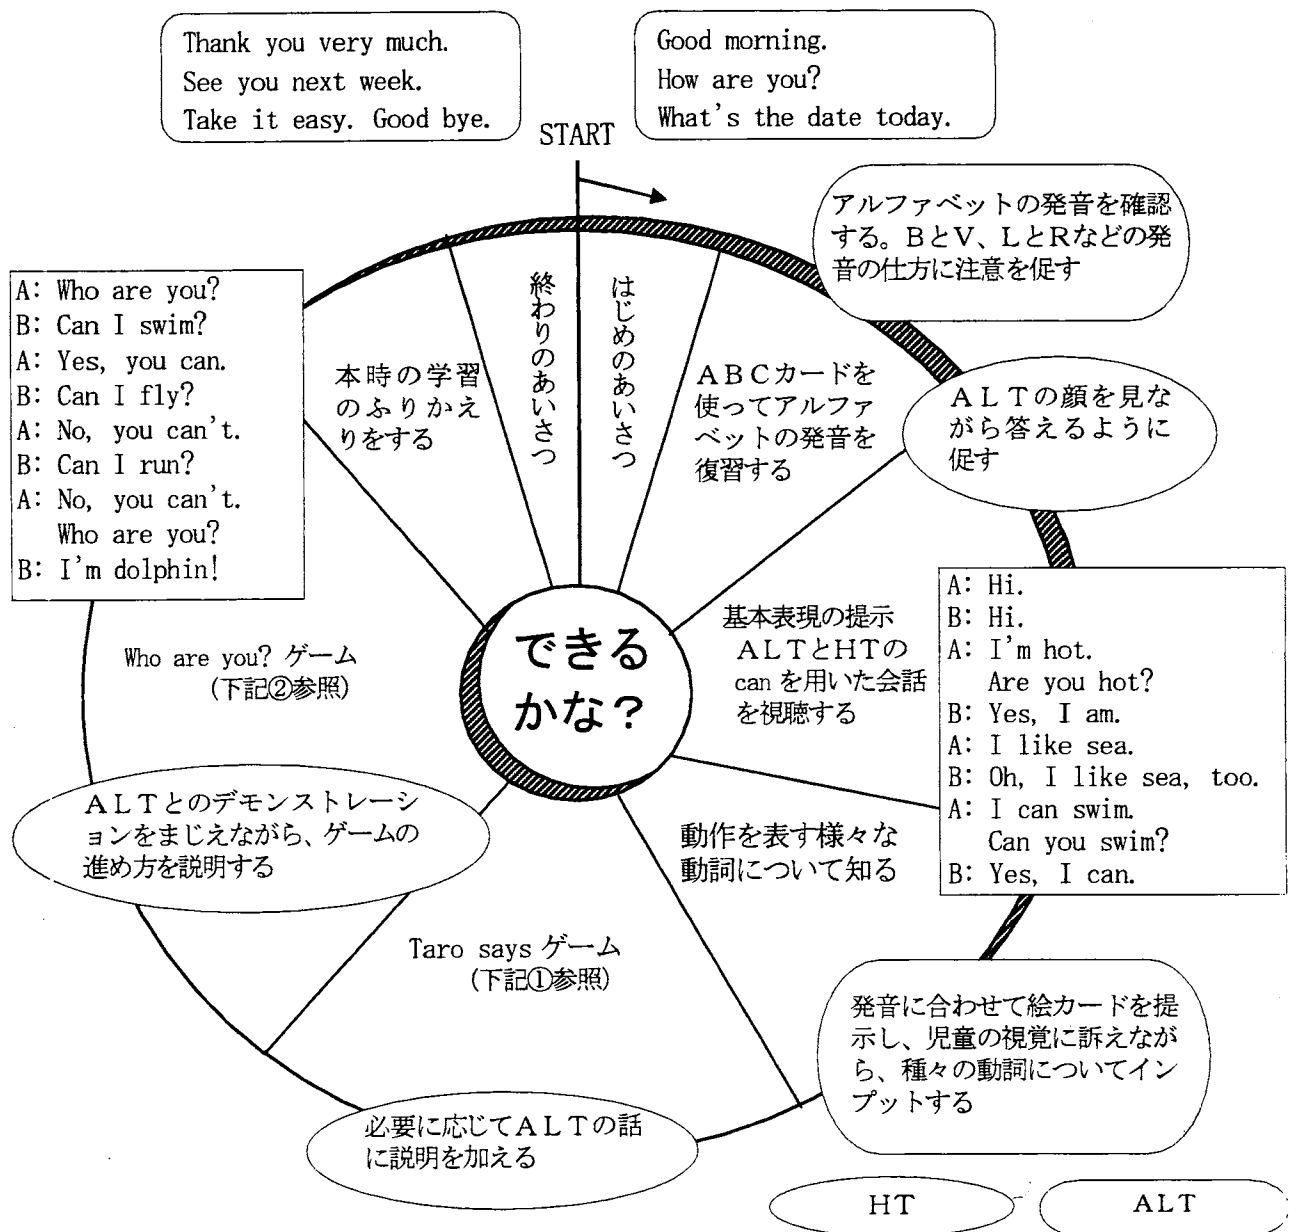 Thank you very much.
See you next week.
Take it easy. Good bye.
Good morning.
How are you?
What's the date today.
START
アルファベットの発音を確認
する。BとV、LとRなどの発
音の仕方に注意を促す
A: Who are you?
B: Can I swim?
A: Yes, you can.
B: Can I fly?
A: No, you can't.
B: Can I run?
A: No, you can't.
Who are you?
B: I'm dolphin!
本時の学習
のふりかえ
りをする
終わりのあいさつ
はじめのあいさつ
ABCカードを
使ってアルファ
ベットの発音を
復習する
ALTの顔を見な
がら答えるように
促す
できる
かな？
基本表現の提示
ALTとHTの
canを用いた会話
を視聴する
A: Hi.
B: Hi.
A: I'm hot.
Are you hot?
B: Yes, I am.
A: I like sea.
B: Oh, I like sea, too.
A: I can swim.
Can you swim?
B: Yes, I can.
Who are you? ゲーム
(下記②参照)
ALTとのデモンストレーシ
ョンをまじえながら、ゲームの
進め方を説明する
動作を表す様々な
動詞について知る
Taro says ゲーム
(下記①参照)
発音に合わせて絵カードを提
示し、児童の視覚に訴えなが
ら、種々の動詞についてイン
プットする
必要に応じてALTの話
に説明を加える
HT
ALT